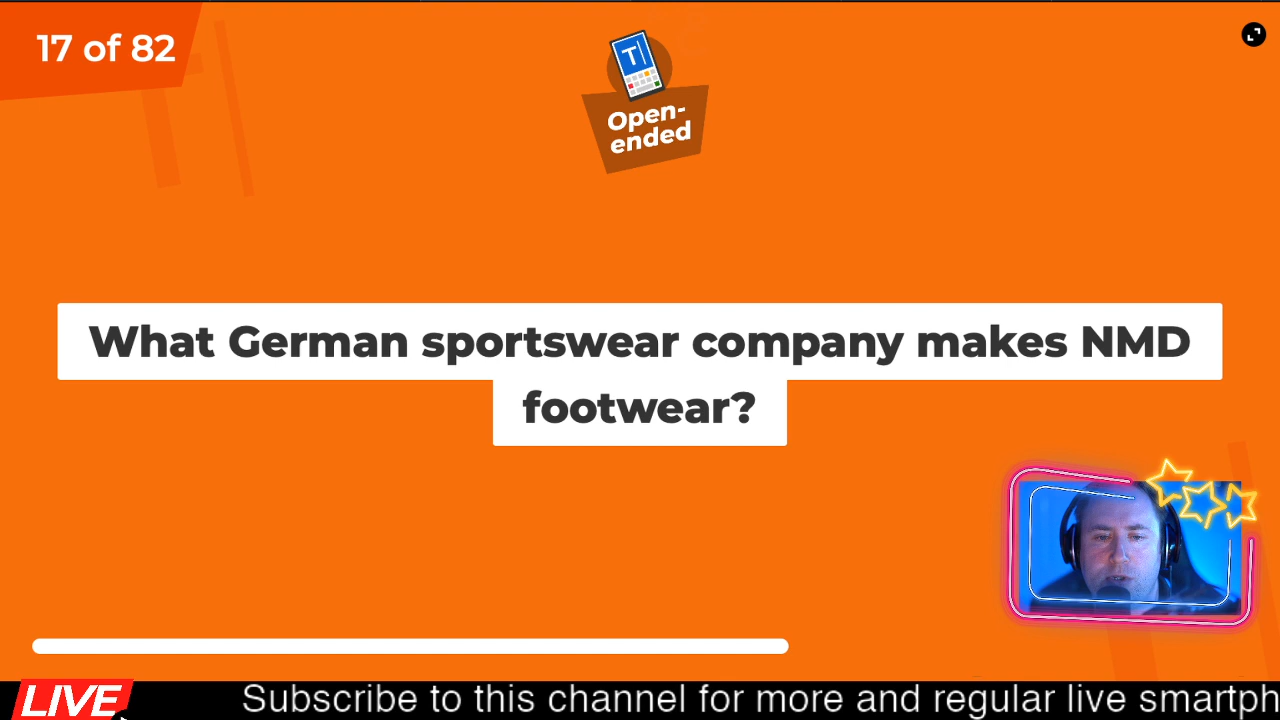 17 of 82
T
Open-
ended
What German sportswear company makes NMD
footwear?
LIVE
Subscribe to this channel for more and regular live smartph